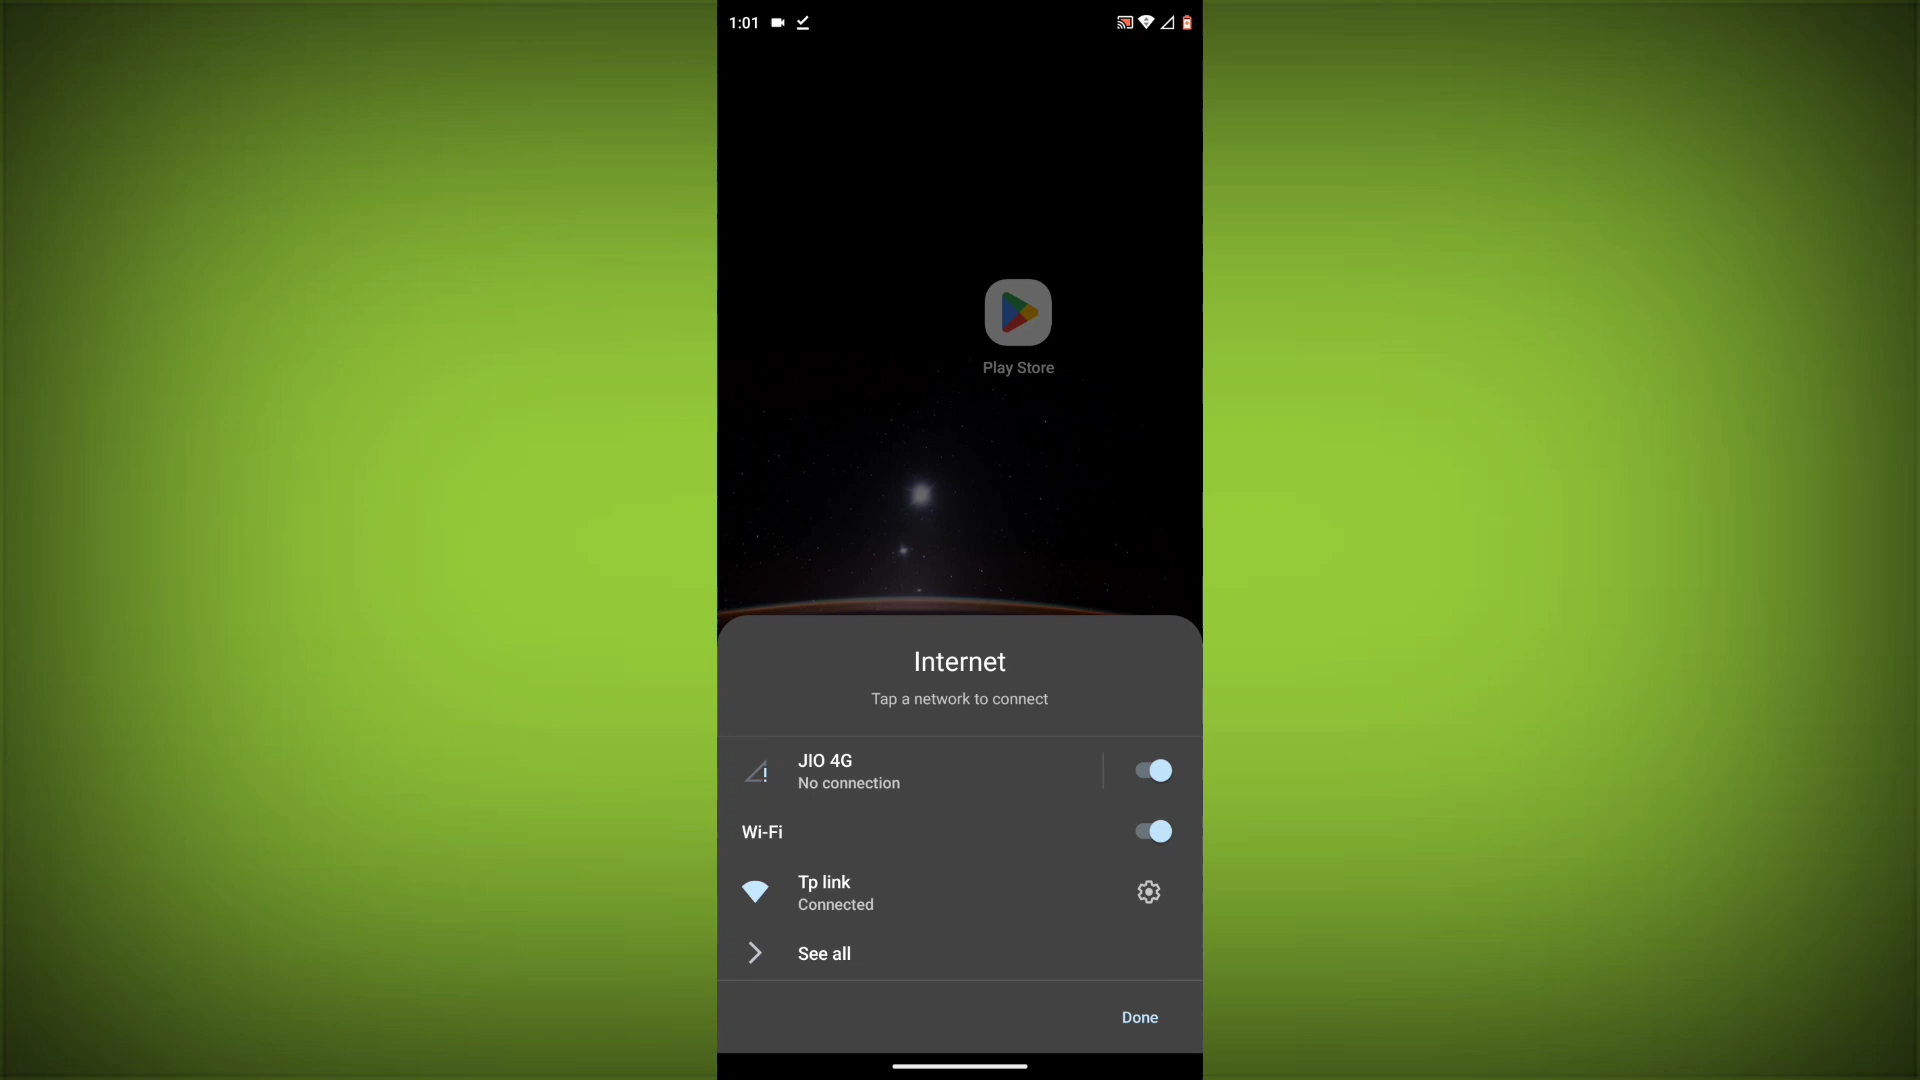 1:01
Play Store
Internet
Tap a network to connect
JIO 4G
No connection
Wi-Fi
Tp link
Connected
See all
Done